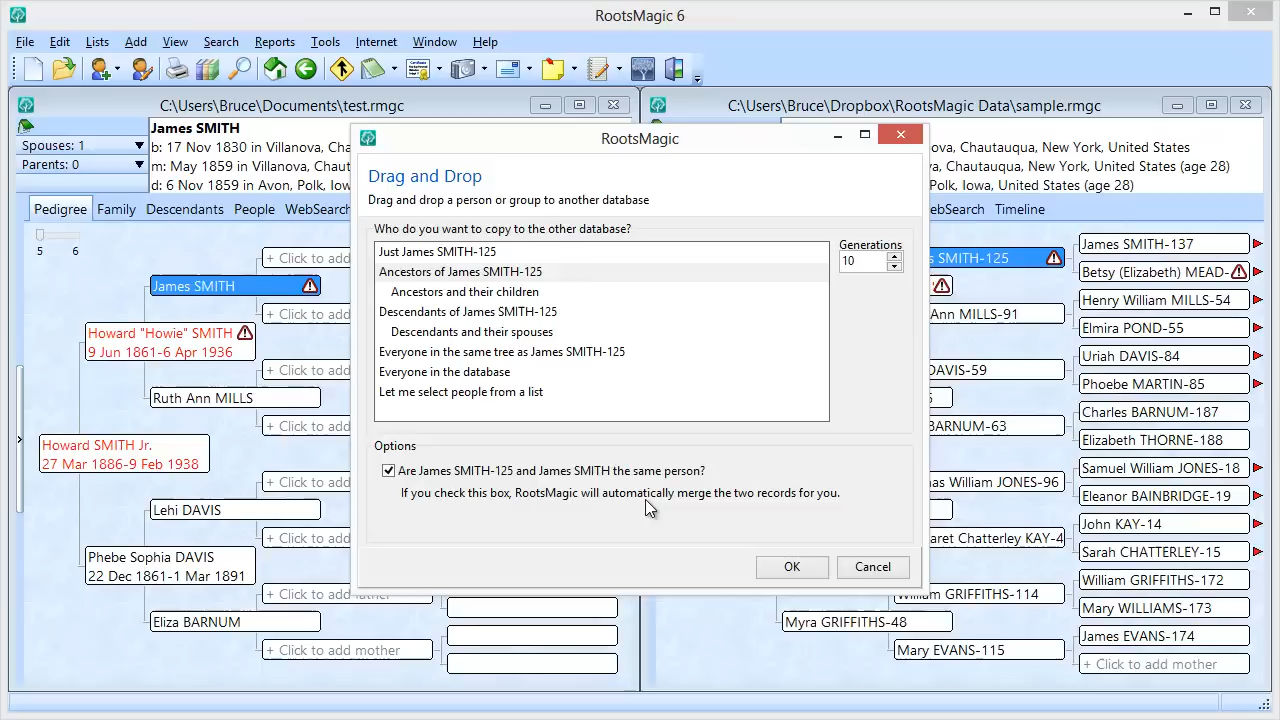 RootsMagic 6
File Edit Lists Add View Search Reports Tools Internet Window Help
C:\Users\Bruce\Documents\test.rmgc
James SMITH
Spouses: 1
Parents: 0
b: 17 Nov 1830 in Villanova, Cha
m: May 1859 in Villanova, Chauta
d: 6 Nov 1859 in Avon, Polk, Iow
Pedigree Family Descendants People WebSearc
5 6
+ Click to add
James SMITH
+ Click to add
Howard "Howie" SMITH
9 Jun 1861-6 Apr 1936
+ Click to add
Ruth Ann MILLS
+ Click to add
Howard SMITH Jr.
27 Mar 1886-9 Feb 1938
+ Click to add
Lehi DAVIS
+ Click to add
Phebe Sophia DAVIS
22 Dec 1861-1 Mar 1891
+ Click to add father
Eliza BARNUM
+ Click to add mother
C:\Users\Bruce\Dropbox\RootsMagic Data\sample.rmgc
ova, Chautauqua, New York, United States
, Chautauqua, New York, United States (age 28)
Polk, Iowa, United States (age 28)
ebSearch Timeline
s SMITH-125
Ann MILLS-91
DAVIS-59
BARNUM-63
as William JONES-96
aret Chatterley KAY-4
William GRIFFITHS-114
Myra GRIFFITHS-48
Mary EVANS-115
James SMITH-137
Betsy (Elizabeth) MEAD-
Henry William MILLS-54
Elmira POND-55
Uriah DAVIS-84
Phoebe MARTIN-85
Charles BARNUM-187
Elizabeth THORNE-188
Samuel William JONES-18
Eleanor BAINBRIDGE-19
John KAY-14
Sarah CHATTERLEY-15
William GRIFFITHS-172
Mary WILLIAMS-173
James EVANS-174
+ Click to add mother
RootsMagic
Drag and Drop
Drag and drop a person or group to another database
Who do you want to copy to the other database?
Just James SMITH-125
Ancestors of James SMITH-125
Ancestors and their children
Descendants of James SMITH-125
Descendants and their spouses
Everyone in the same tree as James SMITH-125
Everyone in the database
Let me select people from a list
Generations
10
Options
Are James SMITH-125 and James SMITH the same person?
If you check this box, RootsMagic will automatically merge the two records for you.
OK Cancel